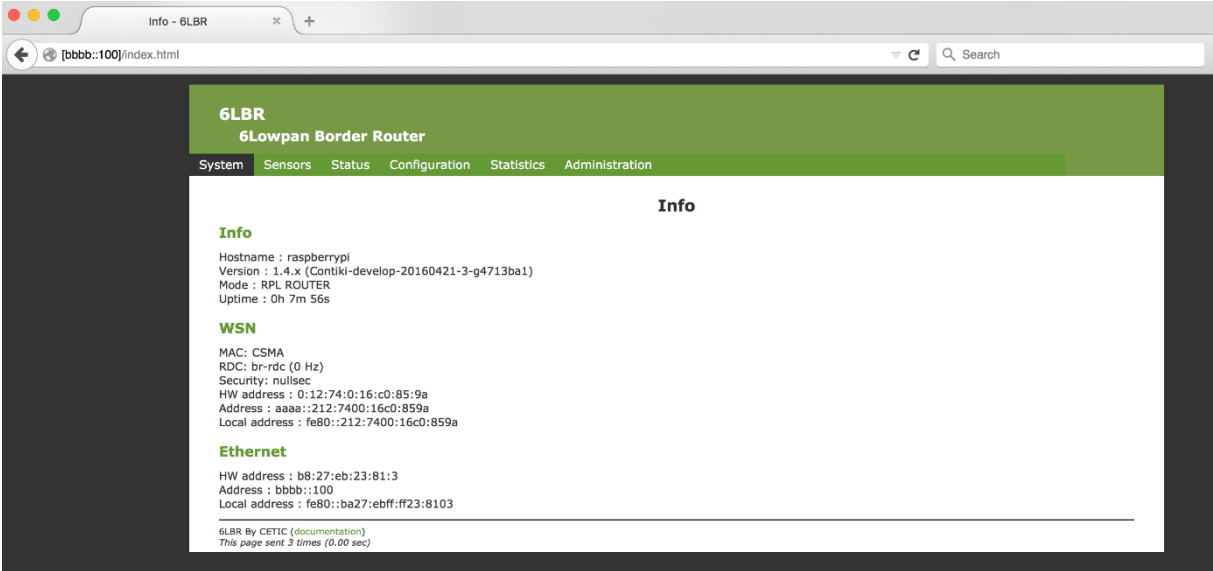 Info - 6LBR
[bbbb::100]/index.html
Search
6LBR
6Lowpan Border Router
System Sensors Status Configuration Statistics Administration
Info
Info
Hostname : raspberrypi
Version : 1.4.x (Contiki-develop-20160421-3-g4713ba1)
Mode : RPL ROUTER
Uptime : 0h 7m 56s
WSN
MAC: CSMA
RDC: br-rdc (0 Hz)
Security: nullsec
HW address : 0:12:74:0:16:c0:85:9a
Address : aaaa::212:7400:16c0:859a
Local address : fe80::212:7400:16c0:859a
Ethernet
HW address : b8:27:eb:23:81:3
Address : bbbb::100
Local address : fe80::ba27:ebff:ff23:8103
6LBR By CETIC (documentation)
This page sent 3 times (0.00 sec)